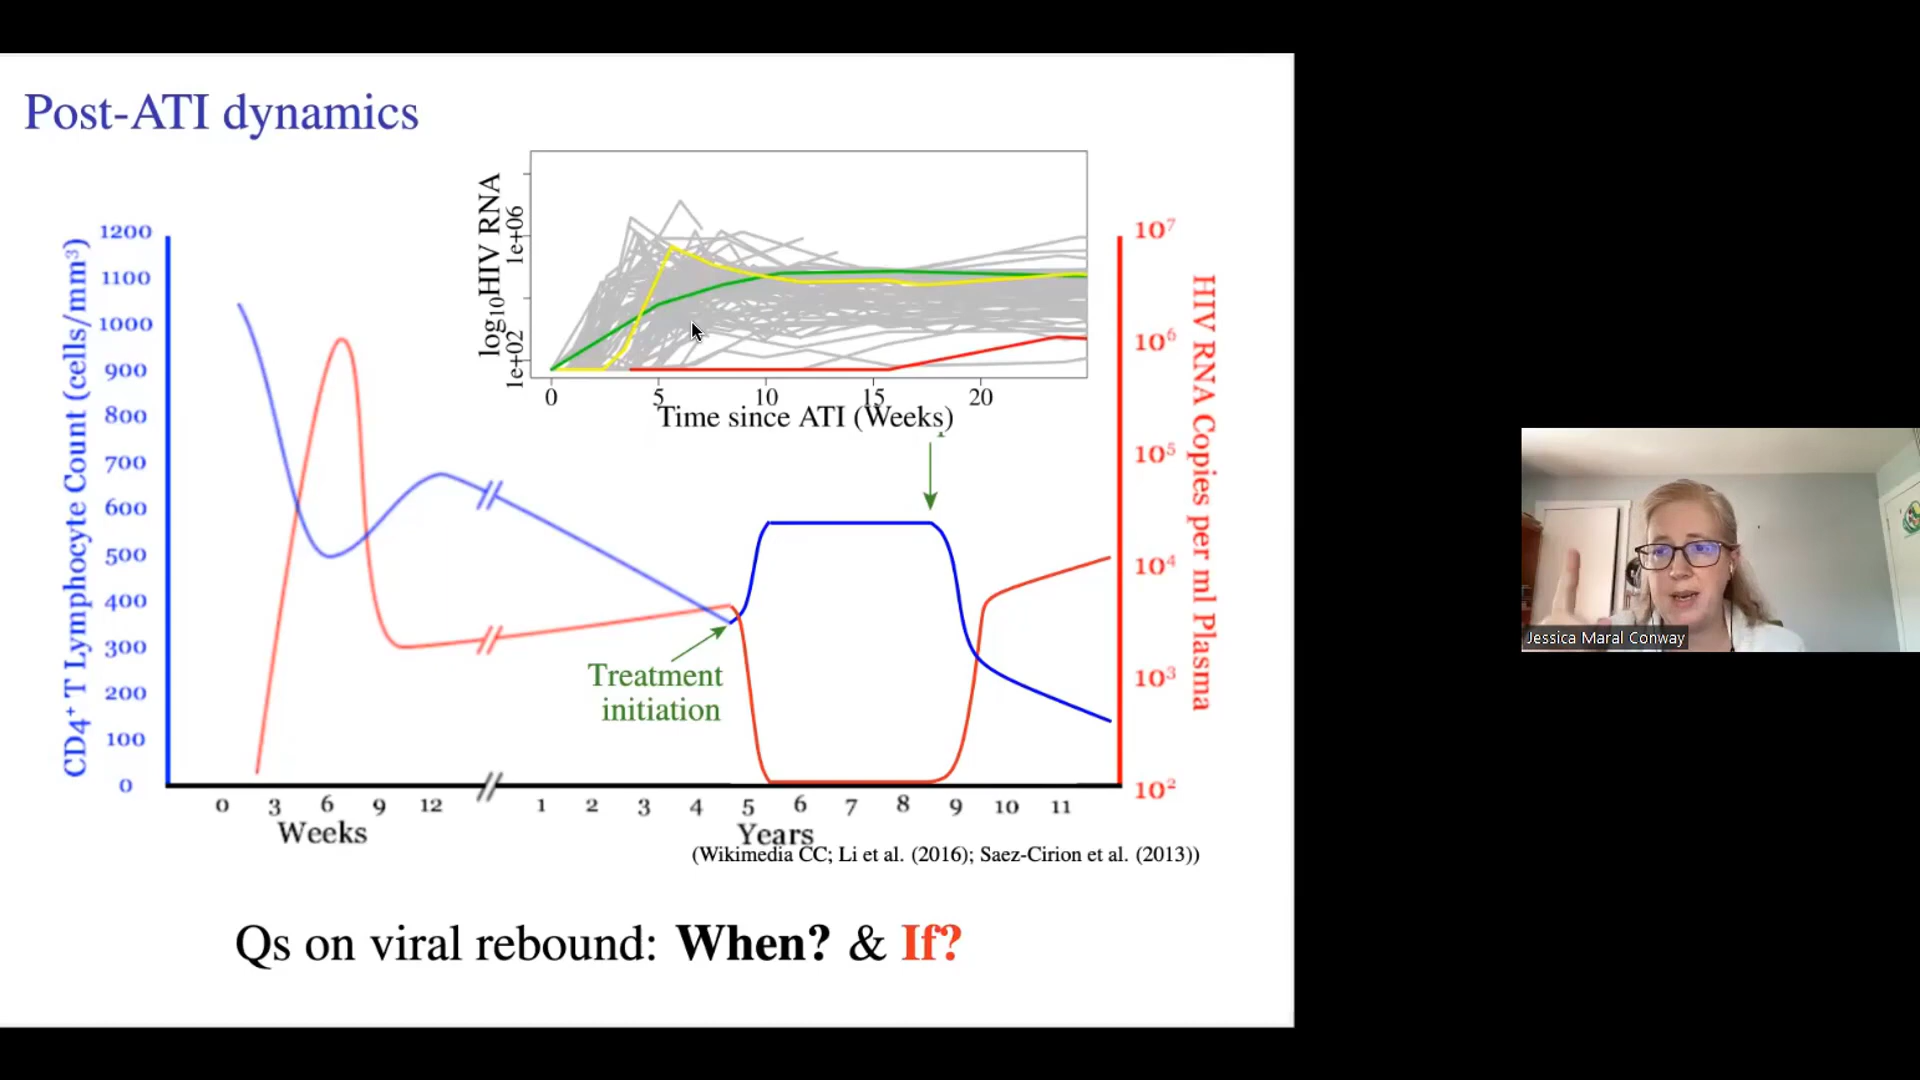 Post-ATI dynamics
log10HIV RNA
1e+02
1e+06
0 5 10 15 20
Time since ATI (Weeks)
CD4+ T Lymphocyte Count (cells/mm³)
1200
1100
1000
900
800
700
600
500
400
300
200
100
0
10⁷
10⁶
10⁵
10⁴
10³
10²
HIV RNA Copies per ml Plasma
Treatment
initiation
0 3 6 9 12 1 2 3 4 5 6 7 8 9 10 11
Weeks
Years
(Wikimedia CC; Li et al. (2016); Saez-Cirion et al. (2013))
Qs on viral rebound: When? & If?
Jessica Maral Conway